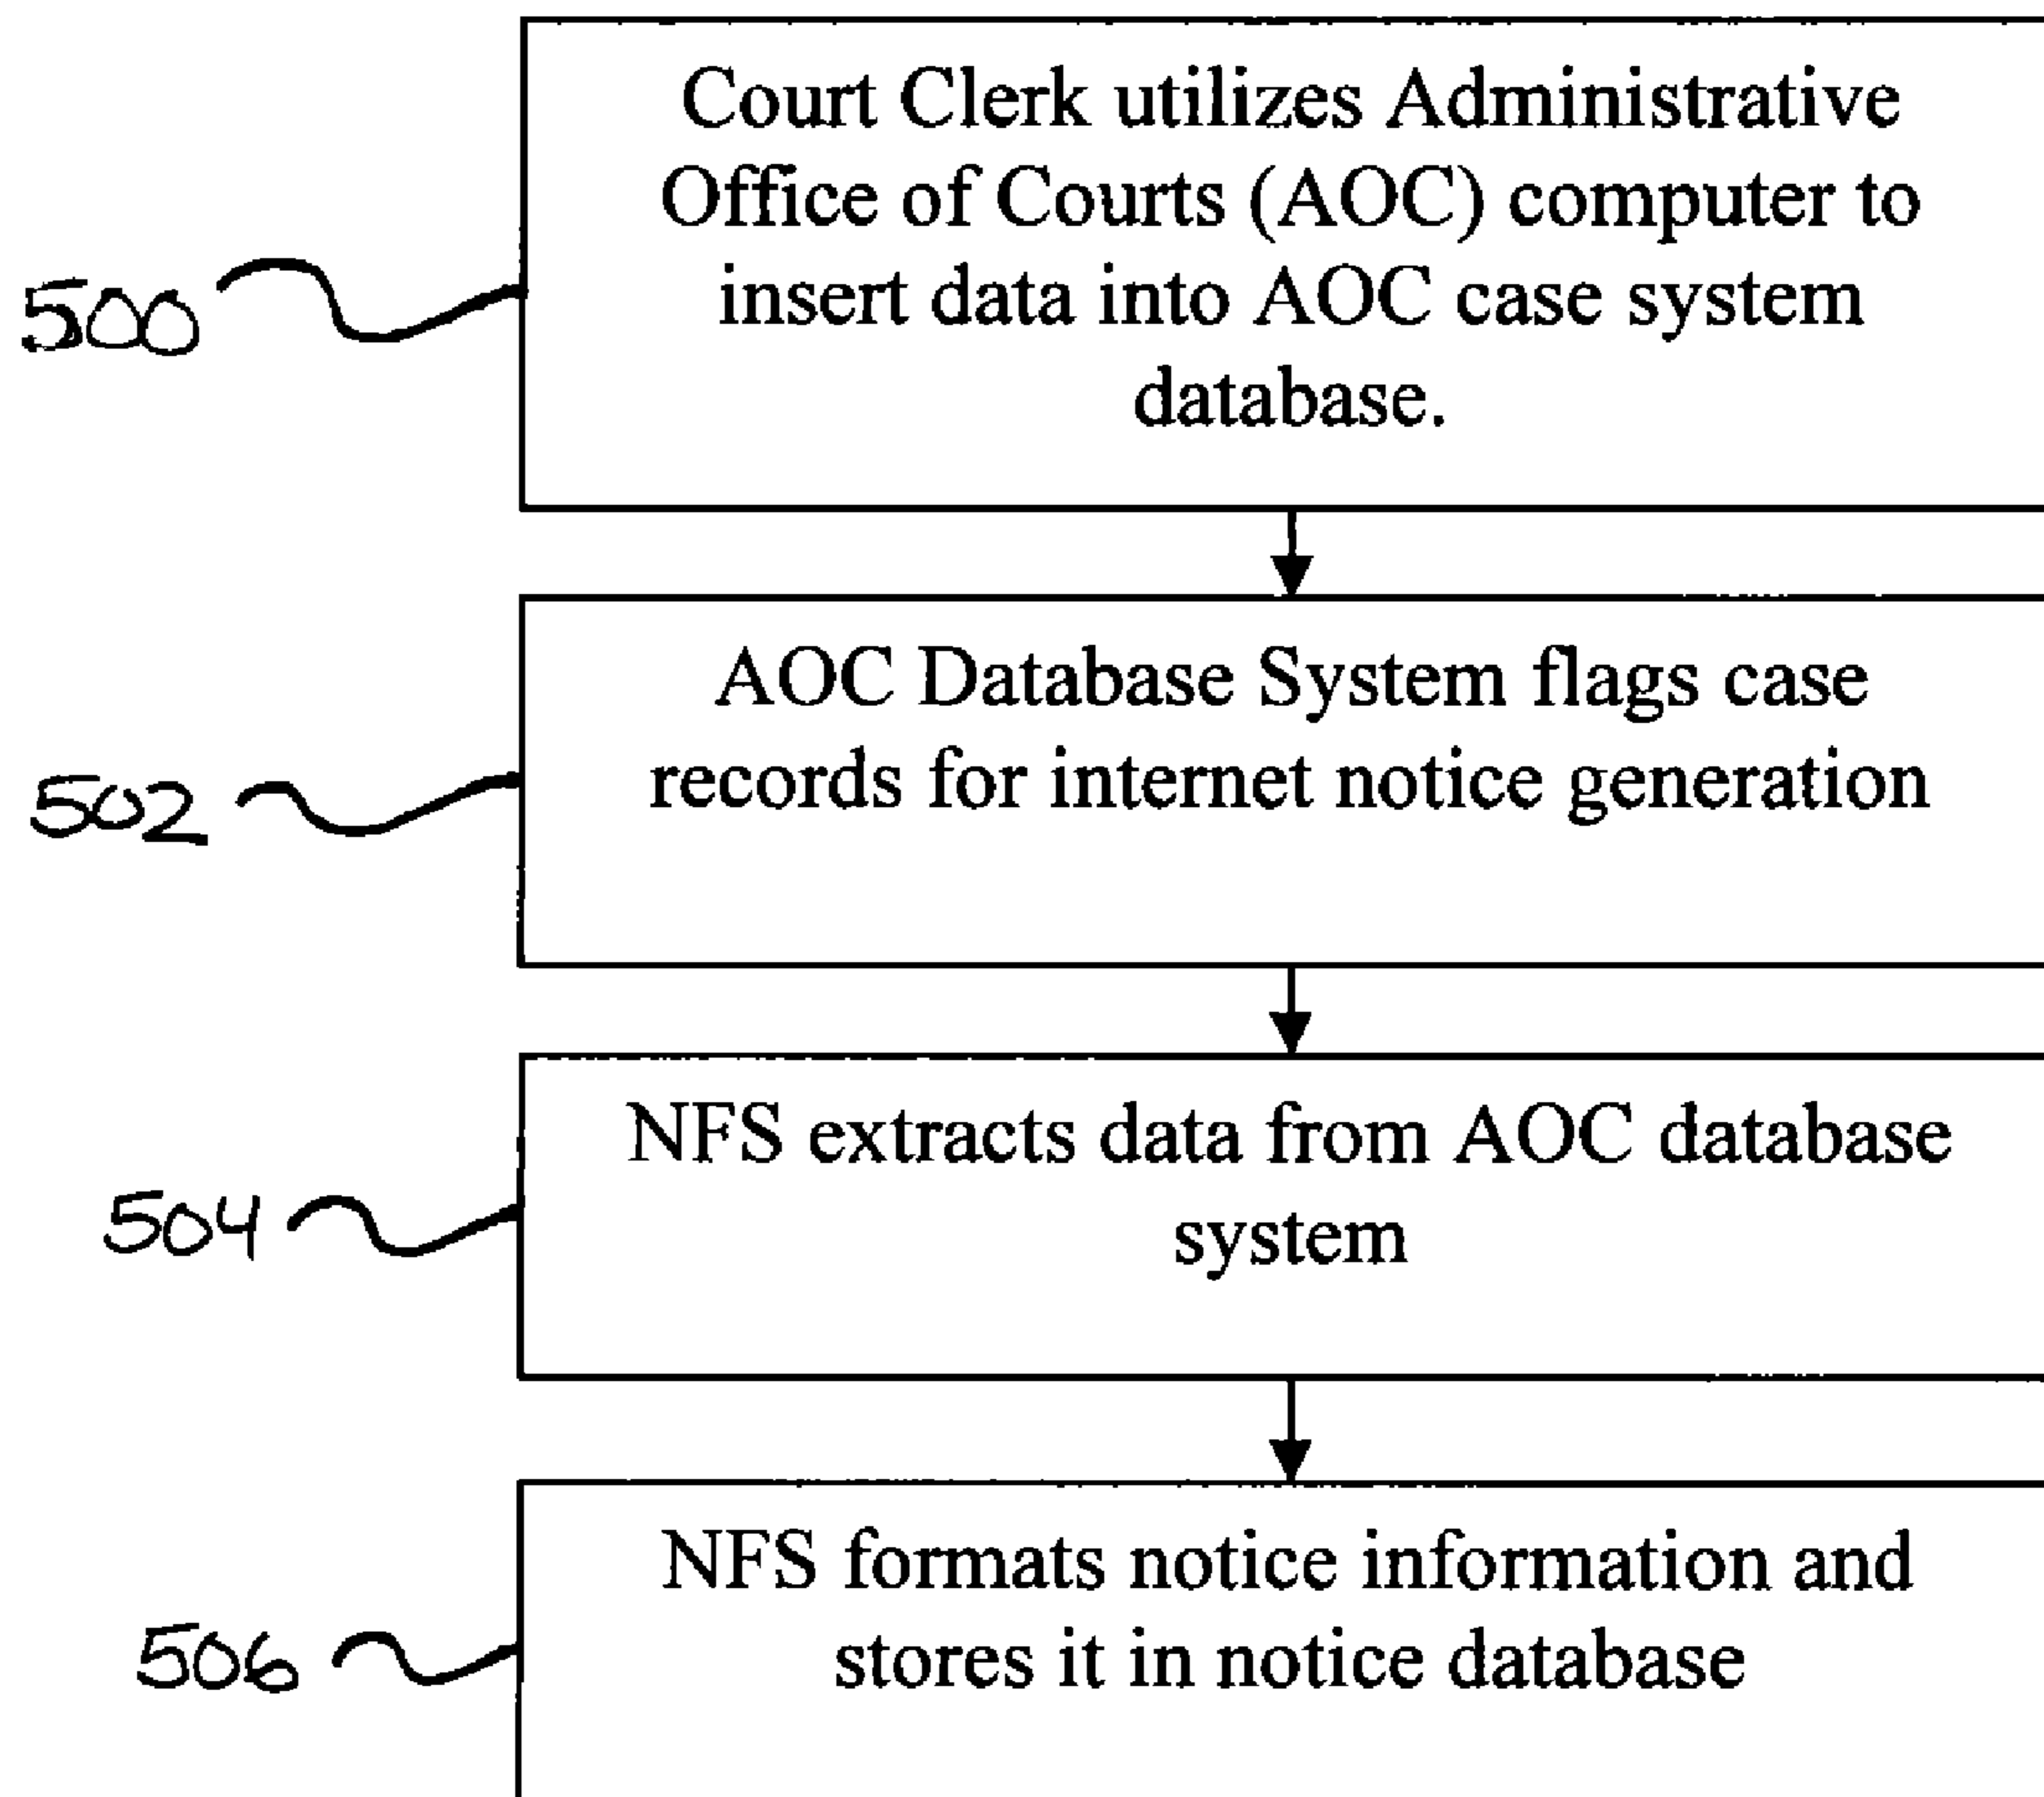 Court Clerk utilizes Administrative
Office of Courts (AOC) computer to
insert data into AOC case system
database.
500
AOC Database System flags case
records for internet notice generation
502
NFS extracts data from AOC database
system
504
NFS formats notice information and
stores it in notice database
506